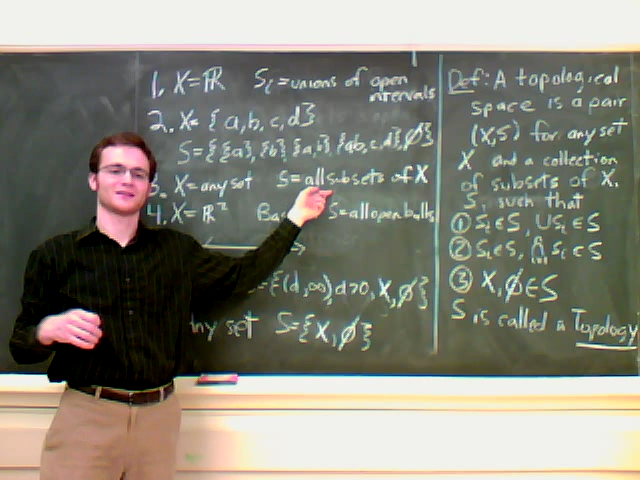 1. X=ℝ Sᵢ=unions of open
intervals
2. X= {a,b,c,d}
S={{a},{b},{a,b},{ab,c,d},∅}
3. X=any set S=all subsets of X
4. X=ℝ² S=all open balls
{(d,∞),d>0,X,∅}
any set S={X,∅}
Def: A topological
space is a pair
(X,S) for any set
X and a collection
of subsets of X,
S, such that
① Sᵢ∈S, ∪Sᵢ∈S
② Sᵢ∈S, ∩Sᵢ∈S
③ X,∅∈S
S is called a Topology